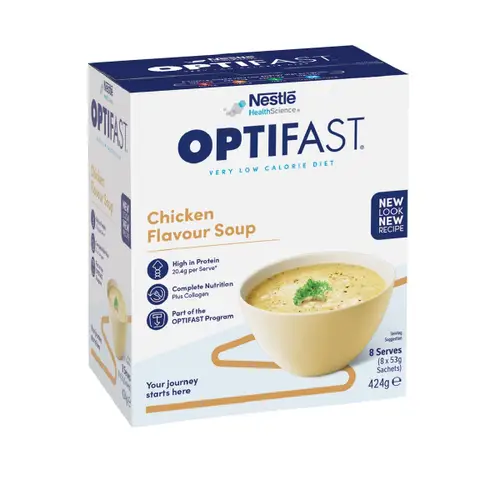 OPTIFAST
Nestlé
HealthScience®
OPTIFAST®
VERY LOW CALORIE DIET
Chicken
Flavour Soup
NEW
LOOK
NEW
RECIPE
High in Protein
20.4g per Serve*
Complete Nutrition
Plus Collagen
Part of the
OPTIFAST Program
Serving
Suggestion
8 Serves
(8 x 53g
Sachets)
424g ℮
Your journey
starts here